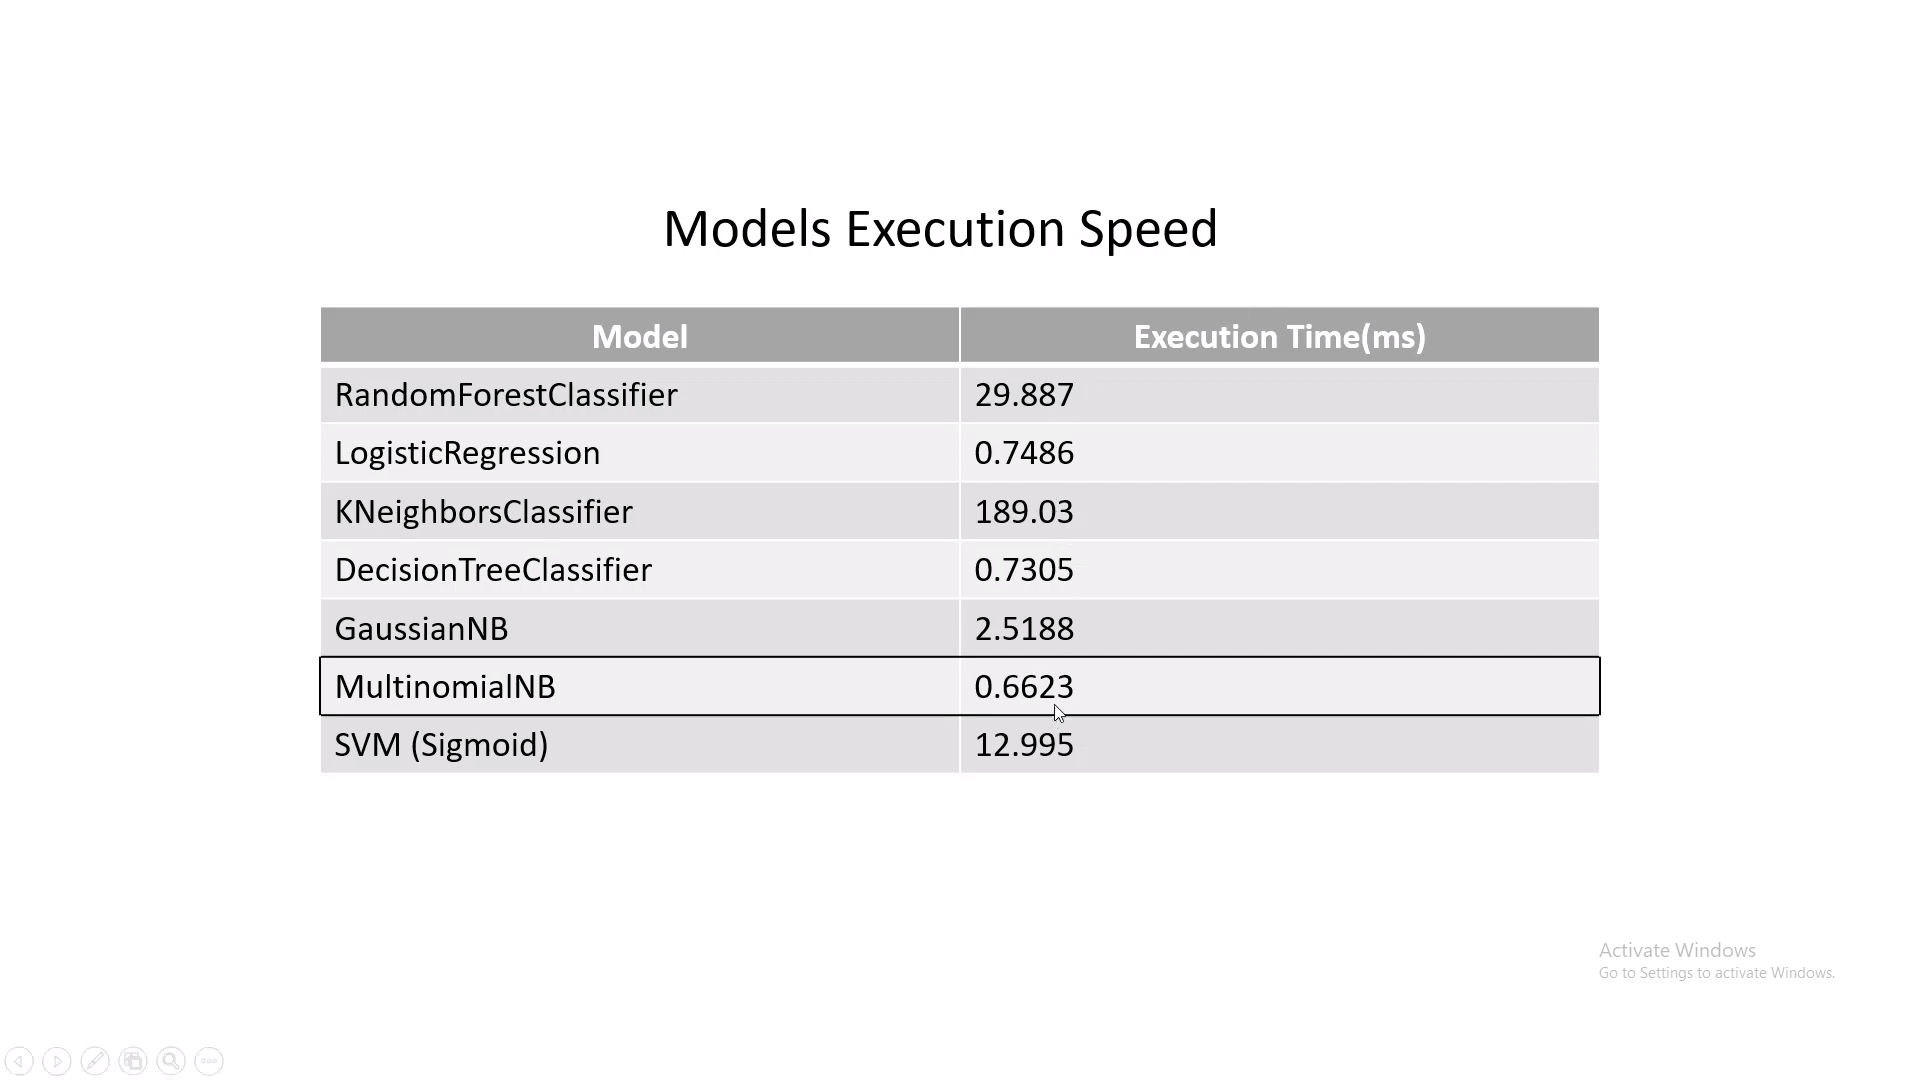 Models Execution Speed
Model Execution Time(ms)
RandomForestClassifier 29.887
LogisticRegression 0.7486
KNeighborsClassifier 189.03
DecisionTreeClassifier 0.7305
GaussianNB 2.5188
MultinomialNB 0.6623
SVM (Sigmoid) 12.995
Activate Windows
Go to Settings to activate Windows.